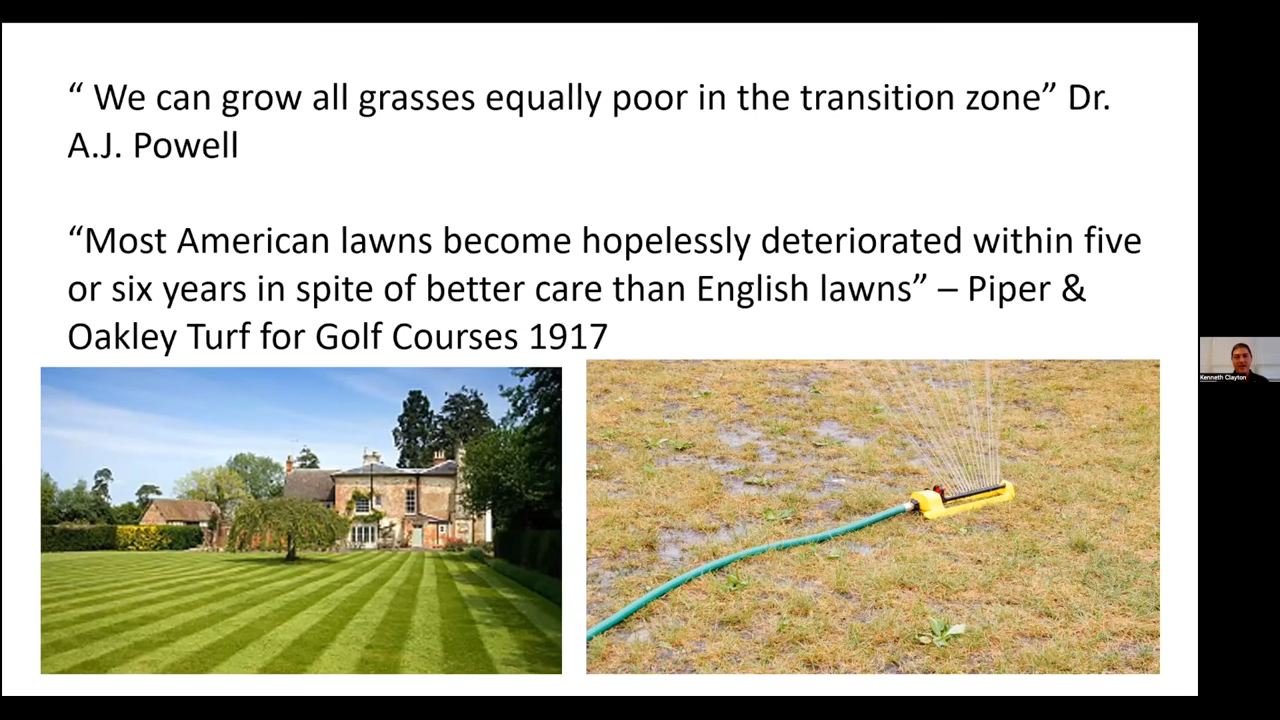 “ We can grow all grasses equally poor in the transition zone” Dr.
A.J. Powell
“Most American lawns become hopelessly deteriorated within five
or six years in spite of better care than English lawns” – Piper &
Oakley Turf for Golf Courses 1917
Kenneth Clayton